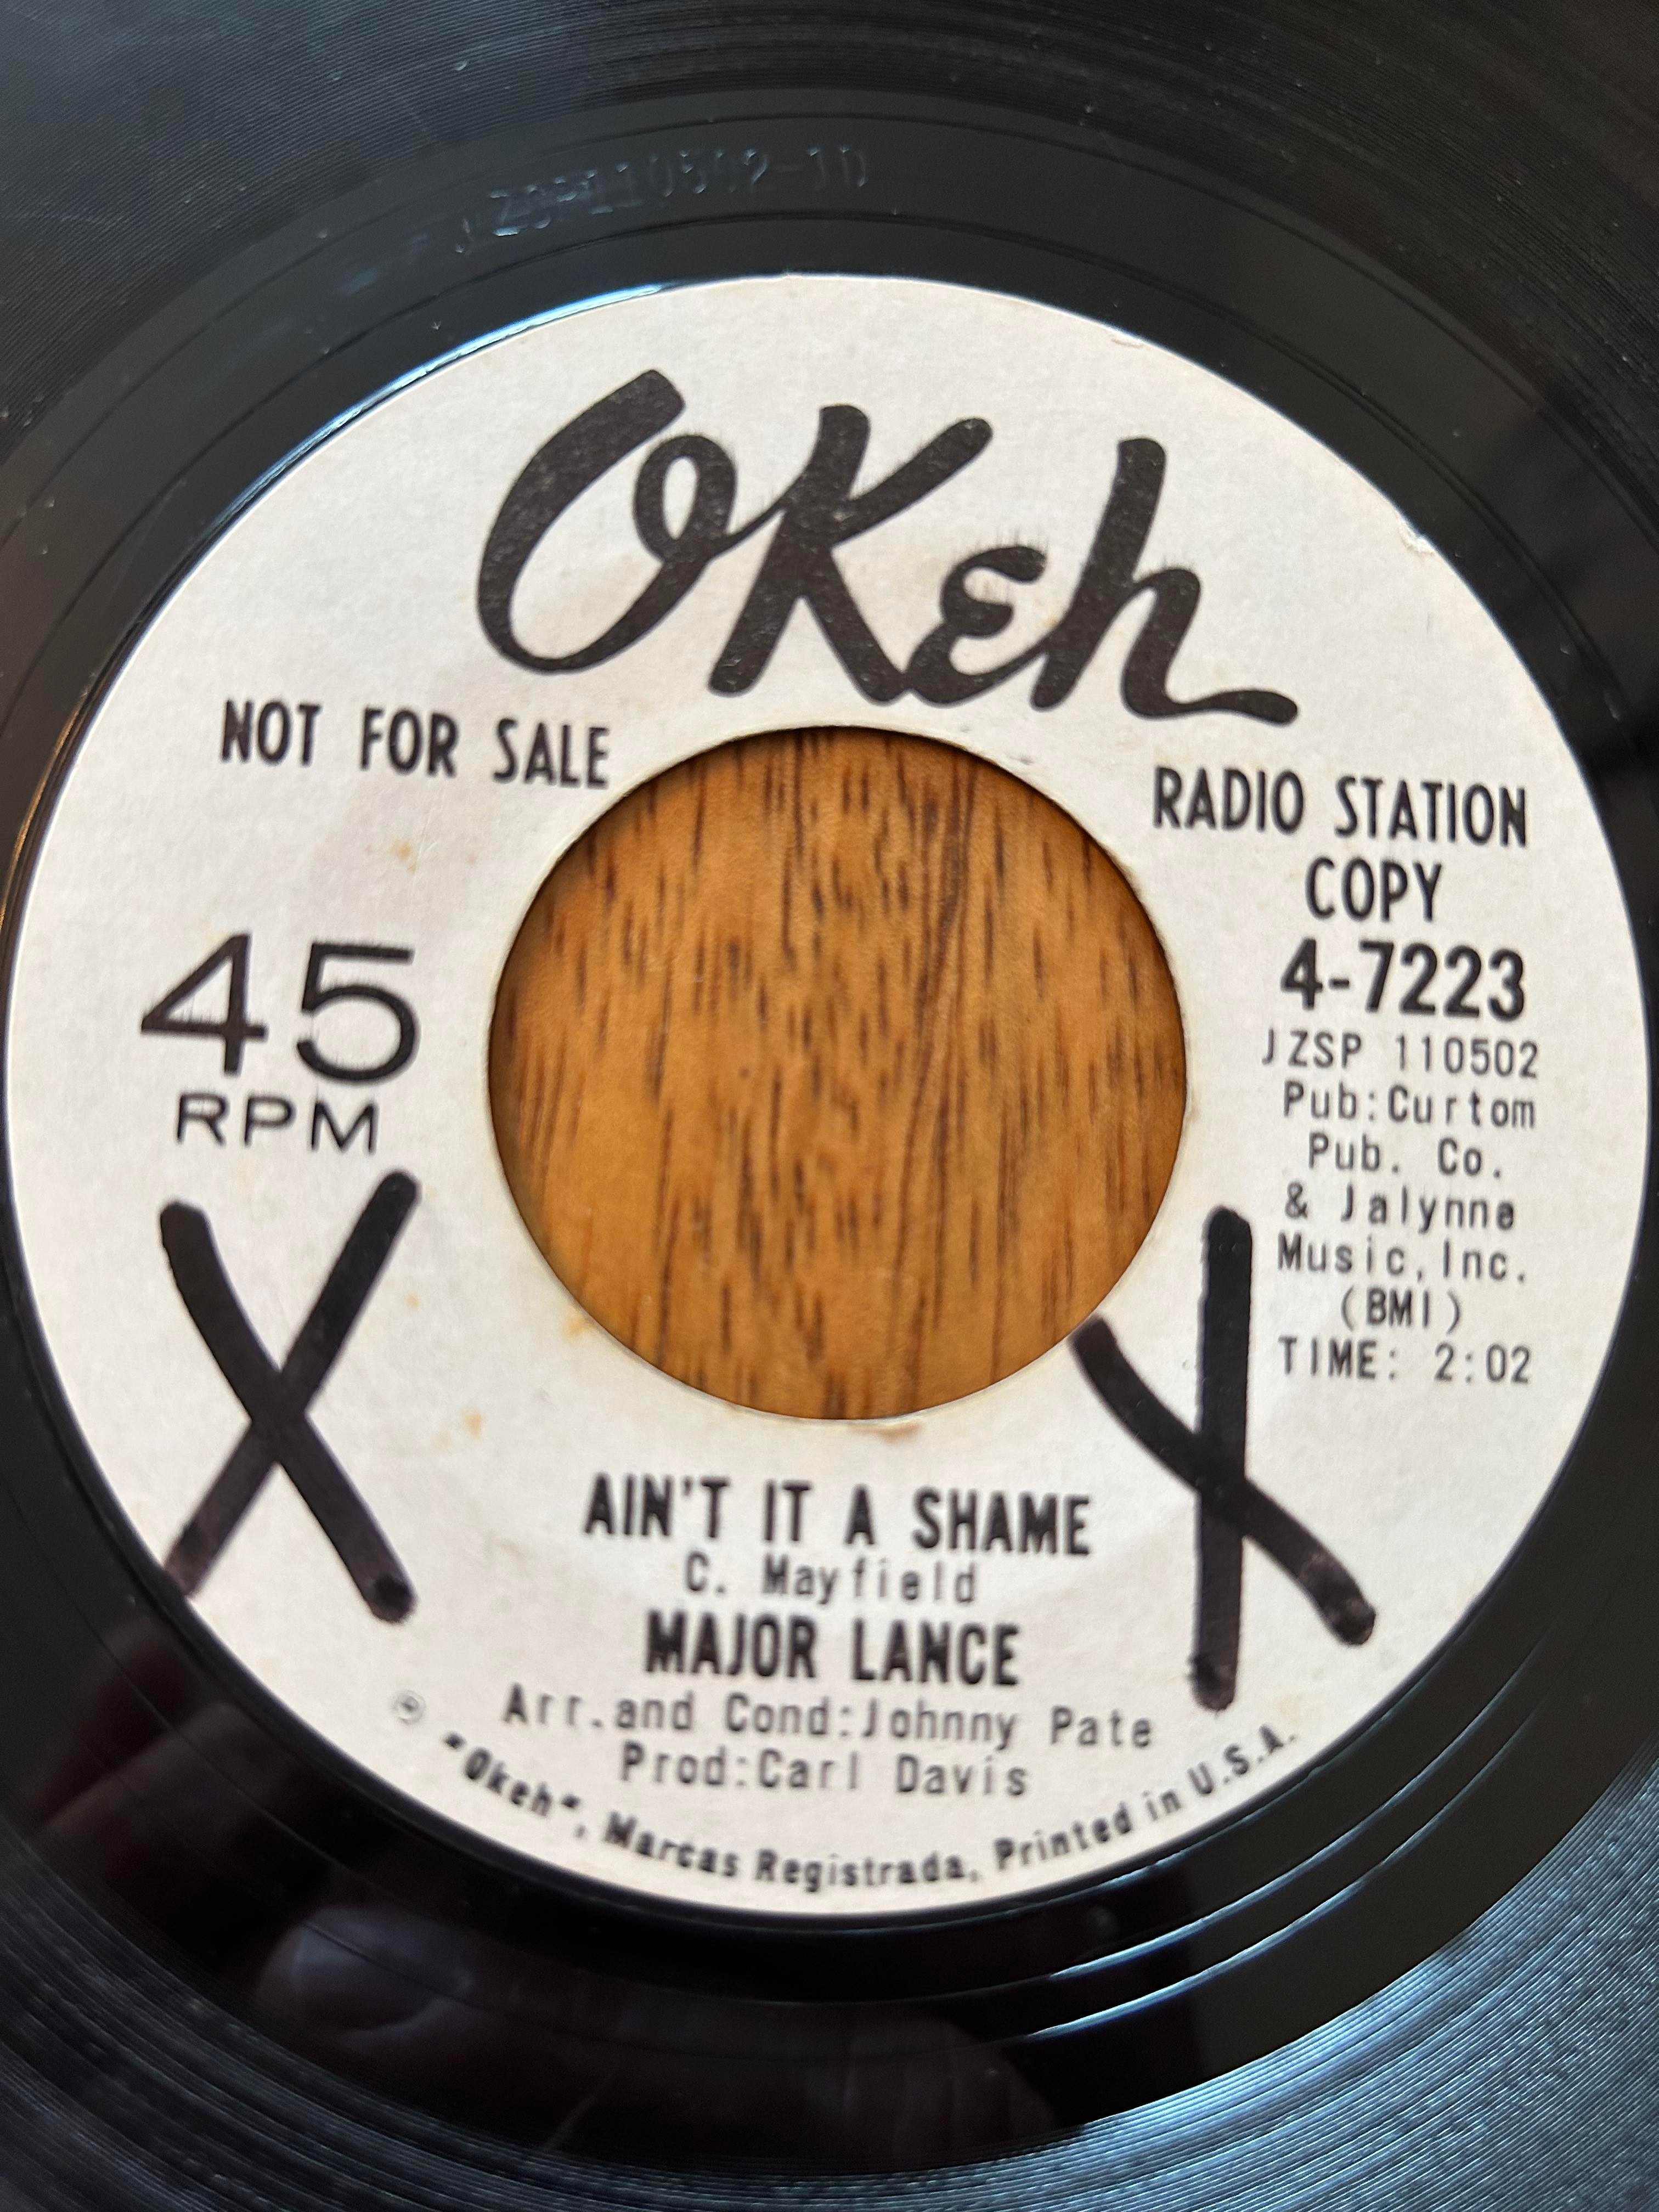 JZSP110502-1D
OKeh
NOT FOR SALE
RADIO STATION
COPY
45
RPM
4-7223
JZSP 110502
Pub:Curtom
Pub. Co.
& Jalynne
Music,Inc.
(BMI)
TIME: 2:02
X
X
AIN'T IT A SHAME
C. Mayfield
MAJOR LANCE
Arr.and Cond:Johnny Pate
Prod:Carl Davis
℗ "Okeh", Marcas Registrada, Printed in U.S.A.